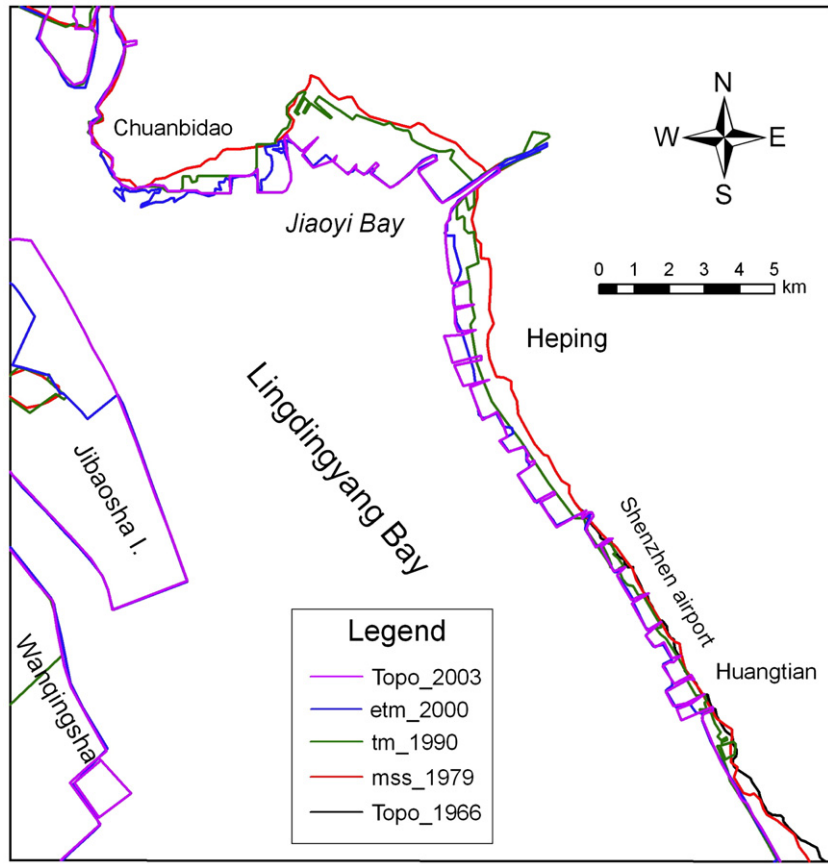 N
Chuanbidao
W E
S
Jiaoyi Bay
0 1 2 3 4 5
km
Heping
Lingdingyang Bay
Jibaosha I.
Shenzhen airport
Legend
Huangtian
Wanqingsha
Topo_2003
etm_2000
tm_1990
mss_1979
Topo_1966